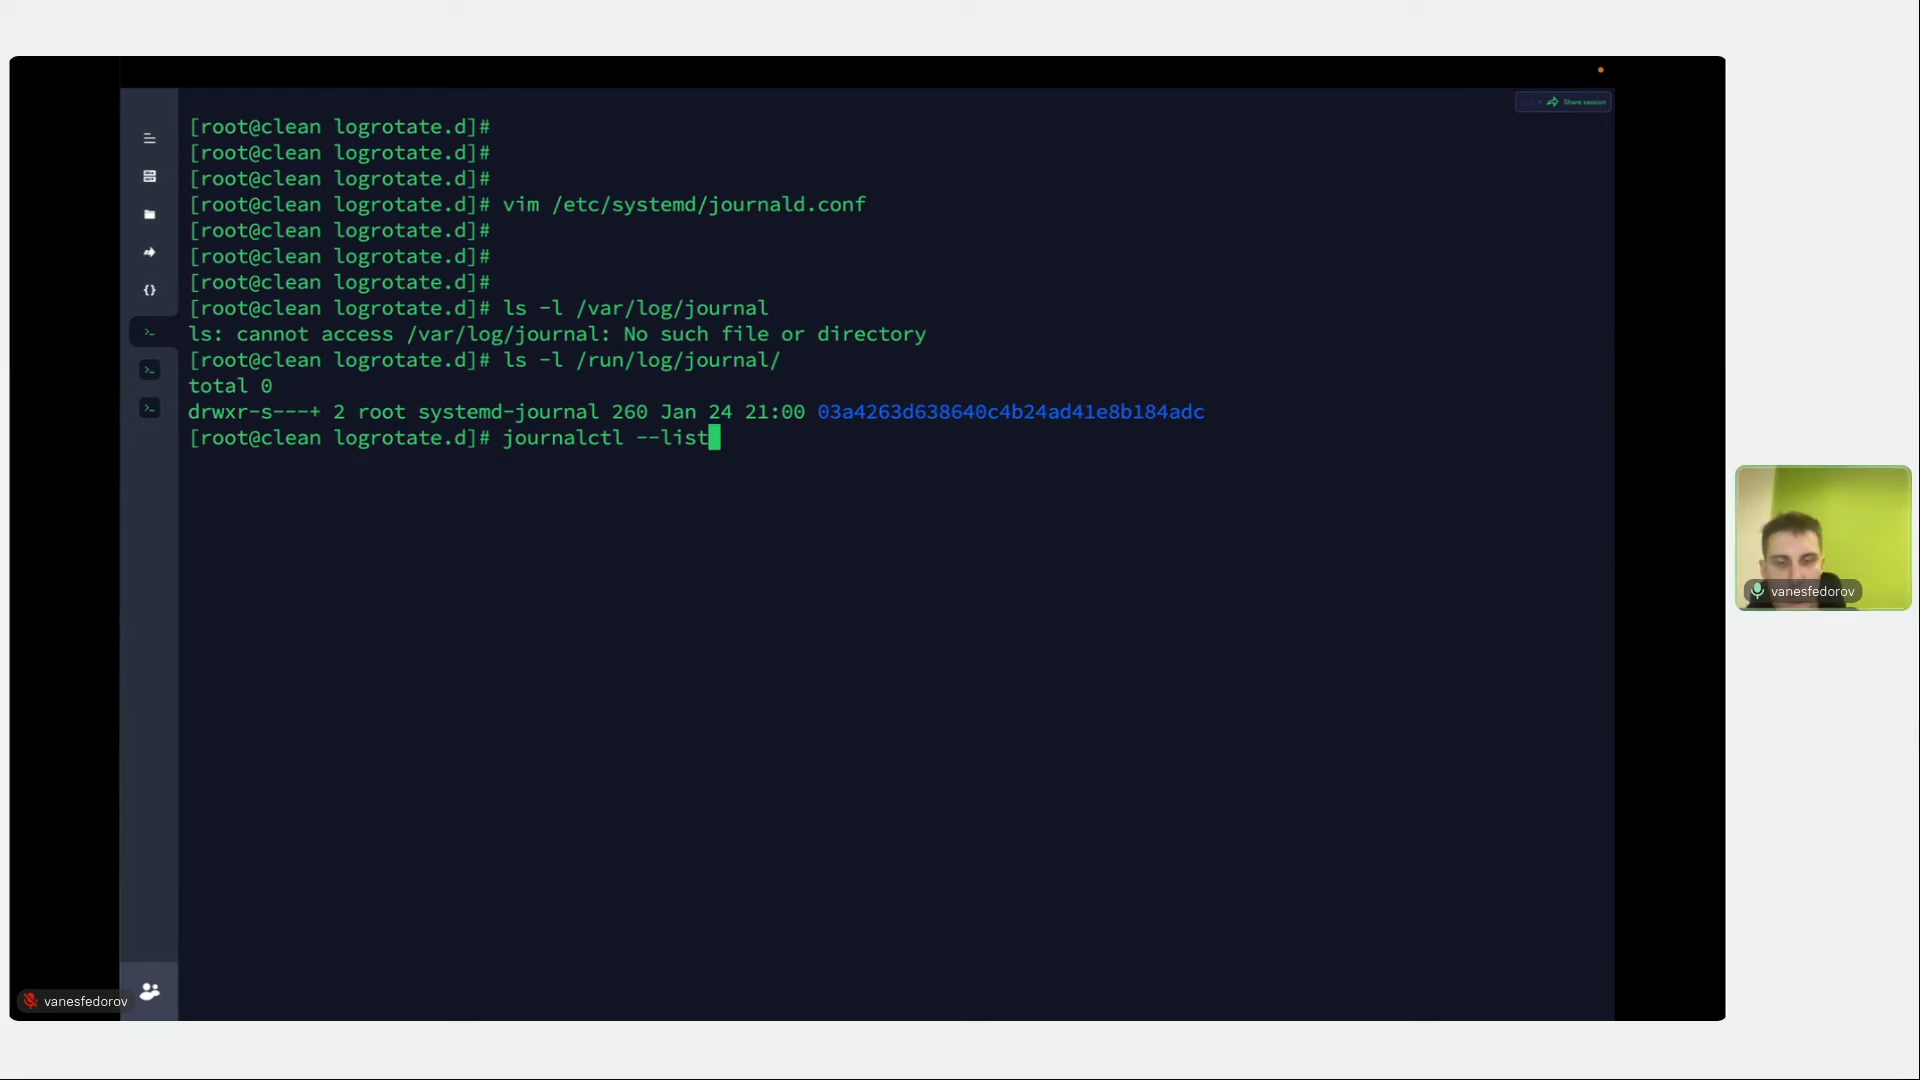 Share session
[root@clean logrotate.d]#
[root@clean logrotate.d]#
[root@clean logrotate.d]#
[root@clean logrotate.d]# vim /etc/systemd/journald.conf
[root@clean logrotate.d]#
[root@clean logrotate.d]#
[root@clean logrotate.d]#
[root@clean logrotate.d]# ls -l /var/log/journal
ls: cannot access /var/log/journal: No such file or directory
[root@clean logrotate.d]# ls -l /run/log/journal/
total 0
drwxr-s---+ 2 root systemd-journal 260 Jan 24 21:00 03a4263d638640c4b24ad41e8b184adc
[root@clean logrotate.d]# journalctl --list
vanesfedorov
vanesfedorov